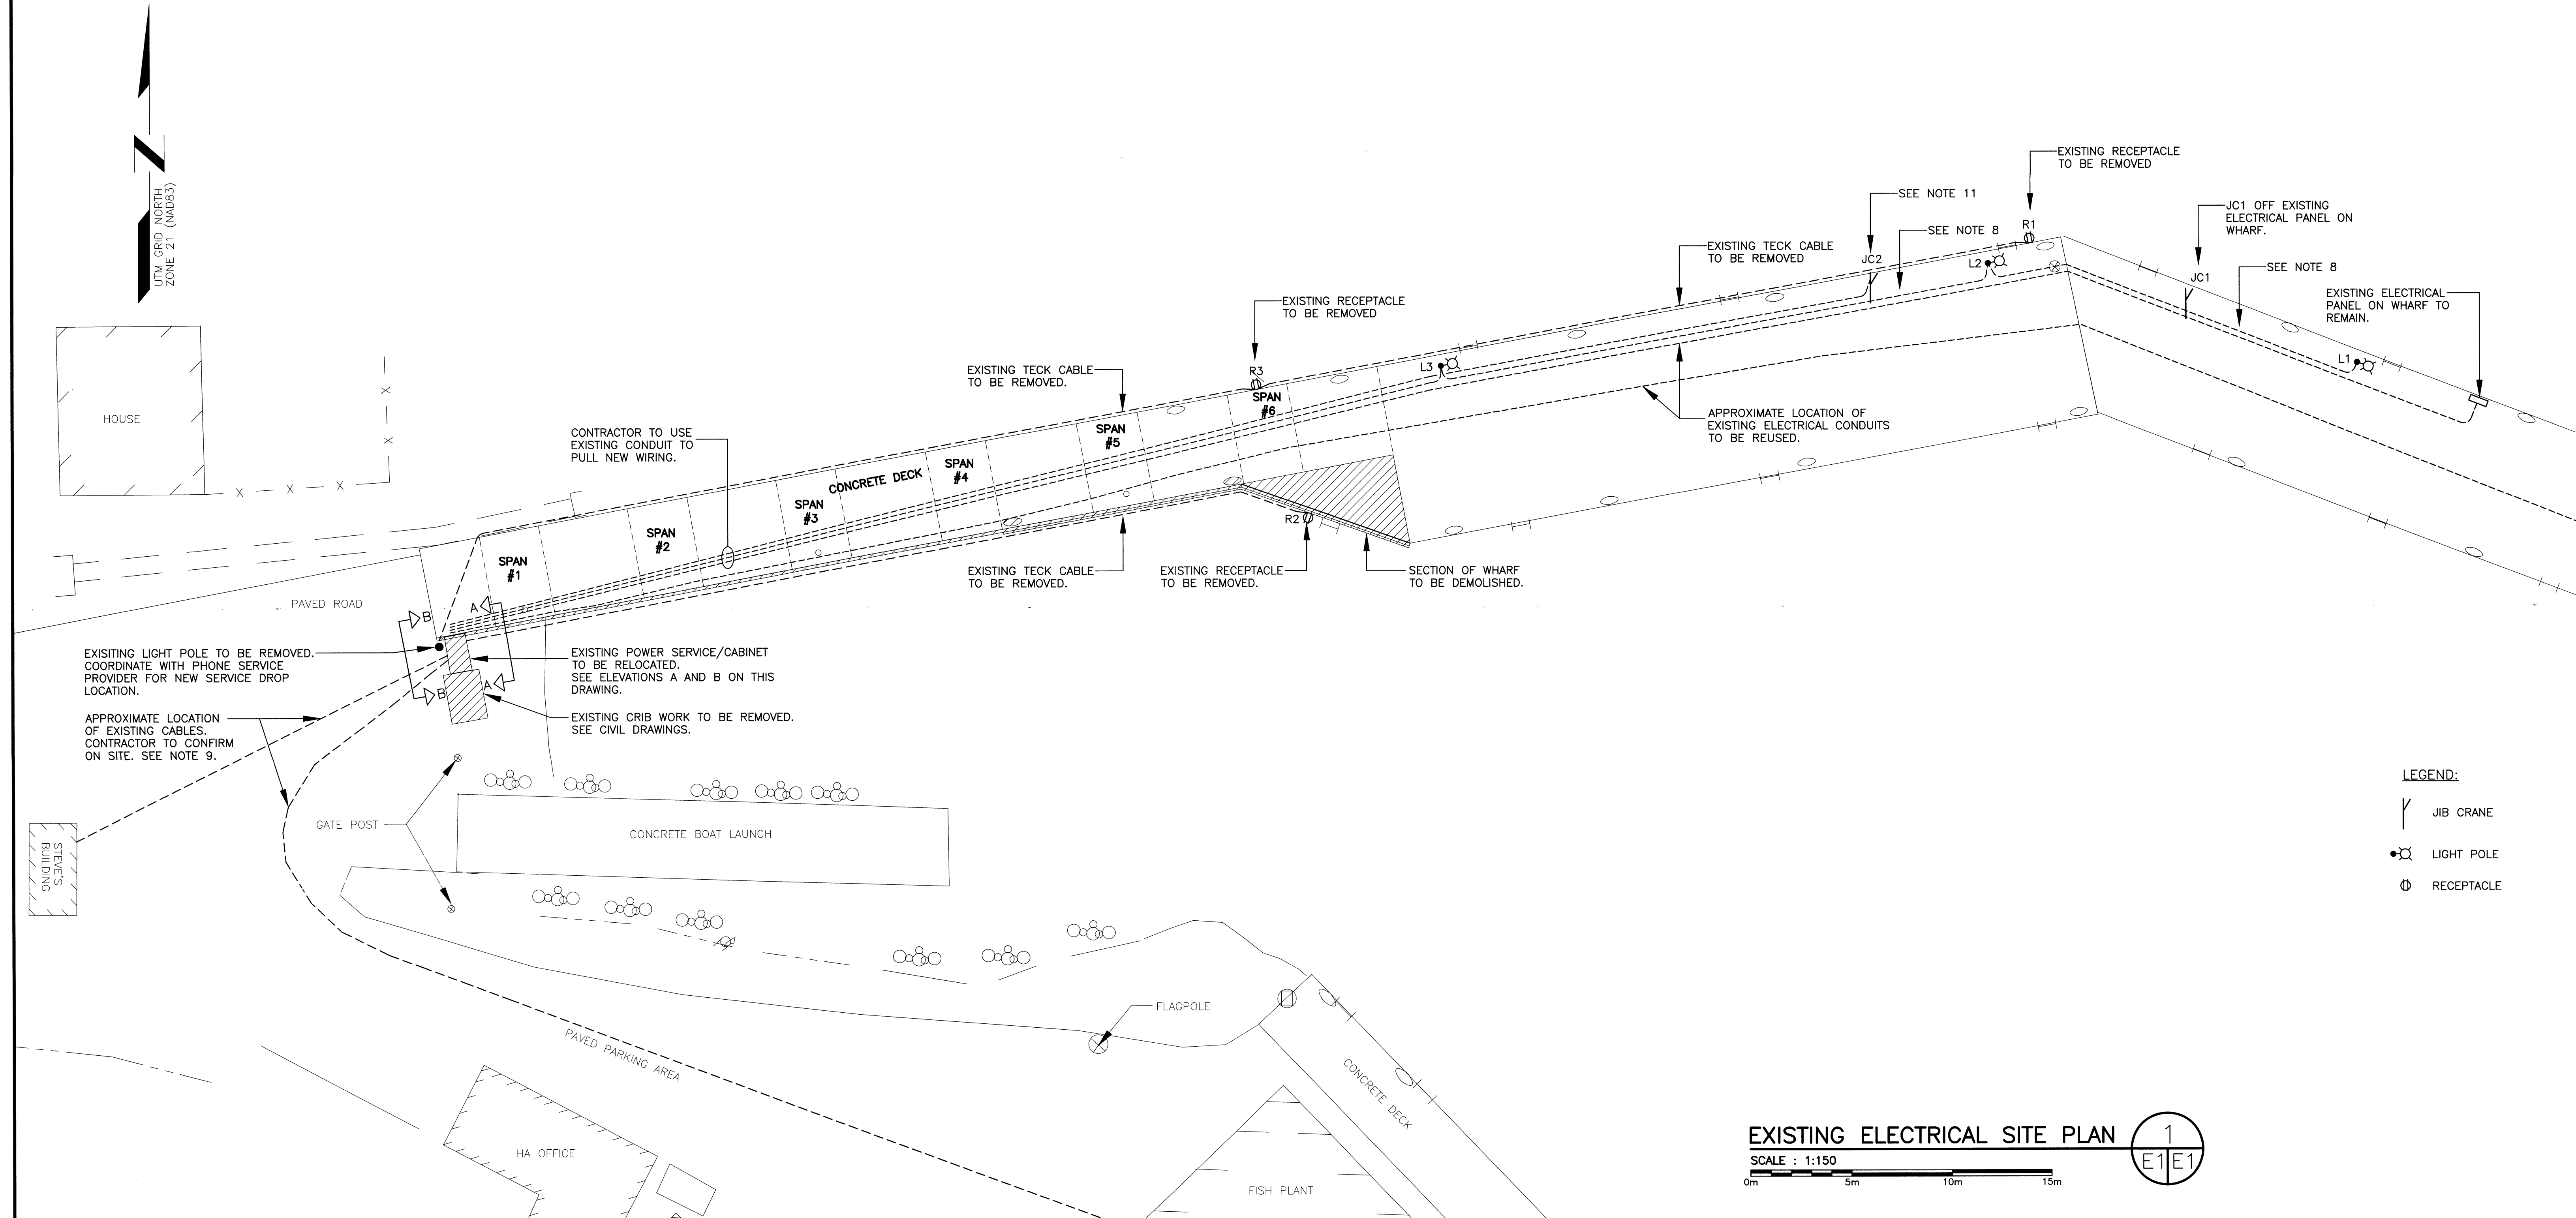 UTM GRID NORTH
ZONE 21 (NAD83)
HOUSE
PAVED ROAD
CONTRACTOR TO USE
EXISTING CONDUIT TO
PULL NEW WIRING.
SPAN
#1
SPAN
#2
SPAN
#3
CONCRETE DECK
SPAN
#4
SPAN
#5
SPAN
#6
EXISTING TECK CABLE
TO BE REMOVED.
EXISTING RECEPTACLE
TO BE REMOVED
R3
EXISTING TECK CABLE
TO BE REMOVED.
EXISTING RECEPTACLE
TO BE REMOVED.
R2
SECTION OF WHARF
TO BE DEMOLISHED.
L3
EXISTING TECK CABLE
TO BE REMOVED
SEE NOTE 11
JC2
SEE NOTE 8
L2
EXISTING RECEPTACLE
TO BE REMOVED
R1
JC1 OFF EXISTING
ELECTRICAL PANEL ON
WHARF.
JC1
SEE NOTE 8
EXISTING ELECTRICAL
PANEL ON WHARF TO
REMAIN.
L1
APPROXIMATE LOCATION OF
EXISTING ELECTRICAL CONDUITS
TO BE REUSED.
A
A
B
B
EXISITING LIGHT POLE TO BE REMOVED.
COORDINATE WITH PHONE SERVICE
PROVIDER FOR NEW SERVICE DROP
LOCATION.
APPROXIMATE LOCATION
OF EXISTING CABLES.
CONTRACTOR TO CONFIRM
ON SITE. SEE NOTE 9.
EXISTING POWER SERVICE/CABINET
TO BE RELOCATED.
SEE ELEVATIONS A AND B ON THIS
DRAWING.
EXISTING CRIB WORK TO BE REMOVED.
SEE CIVIL DRAWINGS.
GATE POST
CONCRETE BOAT LAUNCH
STEVE'S
BUILDING
FLAGPOLE
PAVED PARKING AREA
HA OFFICE
CONCRETE DECK
FISH PLANT
LEGEND:
JIB CRANE
LIGHT POLE
RECEPTACLE
EXISTING ELECTRICAL SITE PLAN
1
E1 E1
SCALE : 1:150
0m 5m 10m 15m